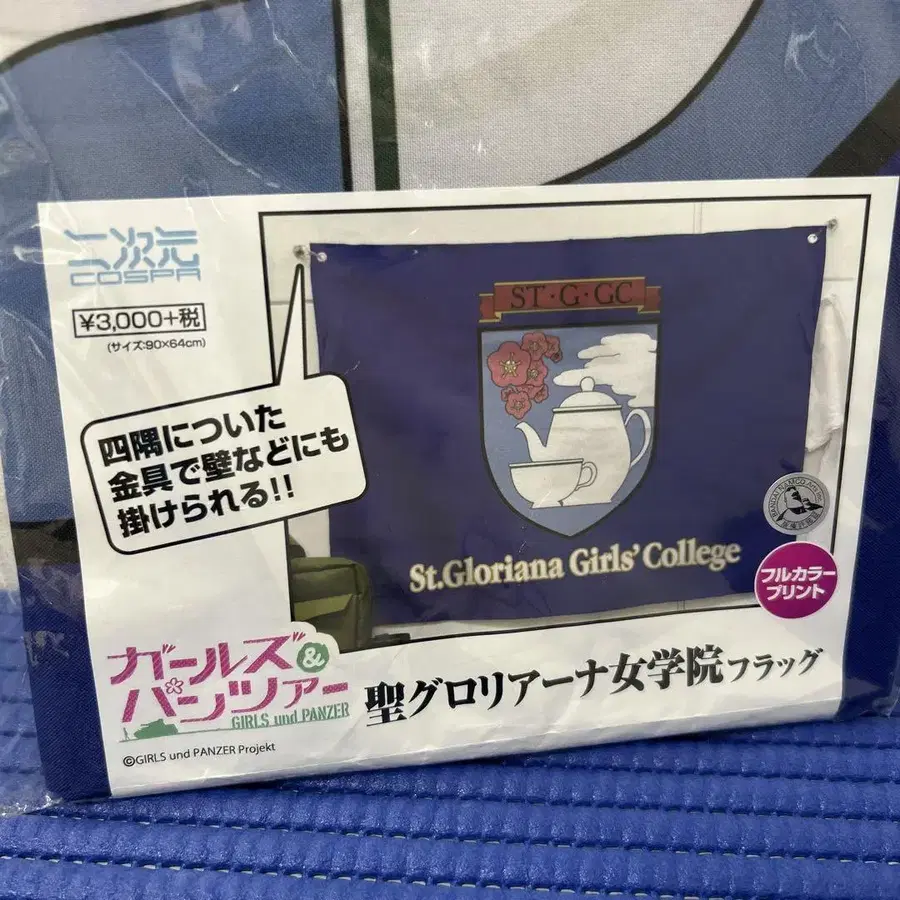 二次元
COSPA
¥3,000+税
(サイズ:90×64cm)
四隅についた
金具で壁などにも
掛けられる!!
ST・G・GC
St.Gloriana Girls' College
BANDAI NAMCO Arts Inc.
フルカラー
プリント
ガールズ&
パンツァー
GIRLS und PANZER
聖グロリアーナ女学院フラッグ
©GIRLS und PANZER Projekt